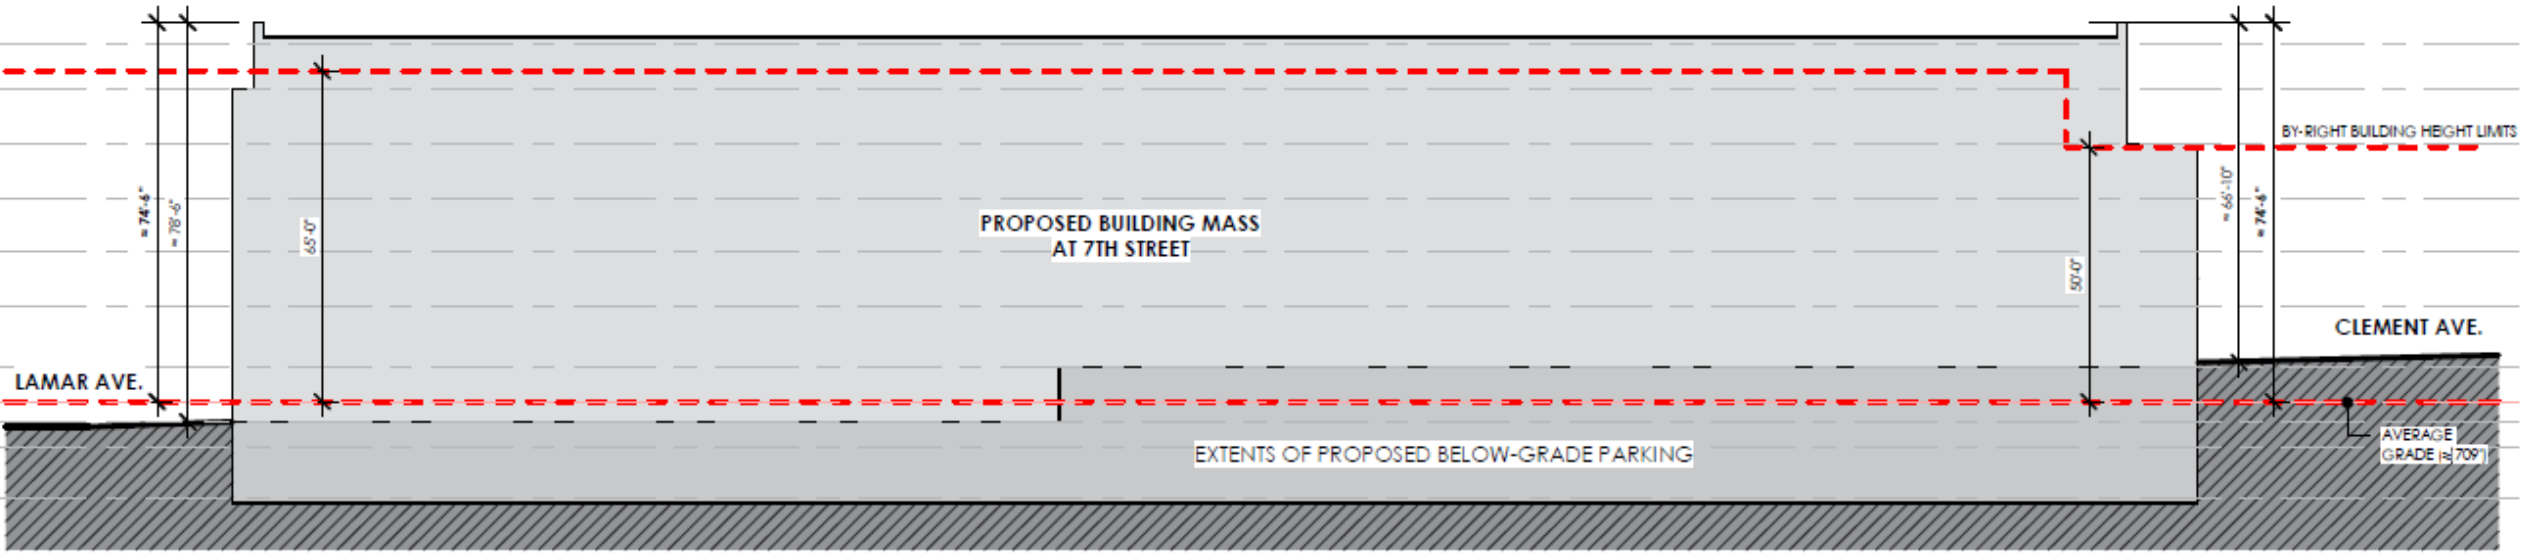 BY-RIGHT BUILDING HEIGHT LIMITS
≈ 74'-6"
≈ 78'-6"
65'-0"
PROPOSED BUILDING MASS
AT 7TH STREET
50'-0"
≈ 66'-10"
≈ 74'-6"
CLEMENT AVE.
LAMAR AVE.
EXTENTS OF PROPOSED BELOW-GRADE PARKING
AVERAGE
GRADE (≈709')